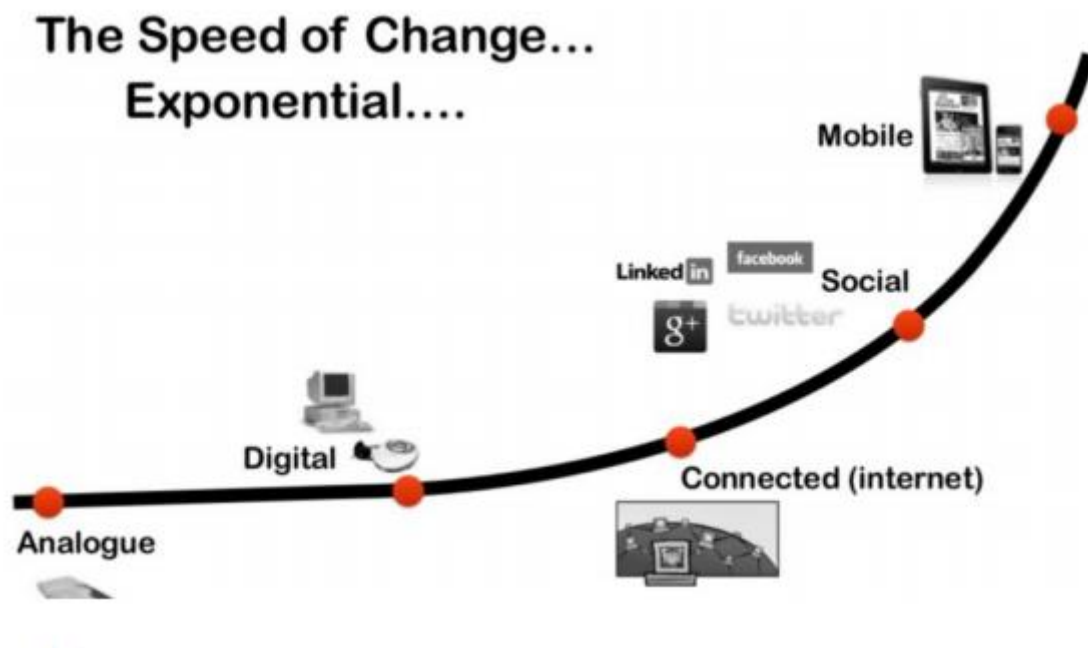 The Speed of Change...
Exponential....
Mobile
Linked in
facebook
Social
g+
twitter
Digital
Connected (internet)
Analogue